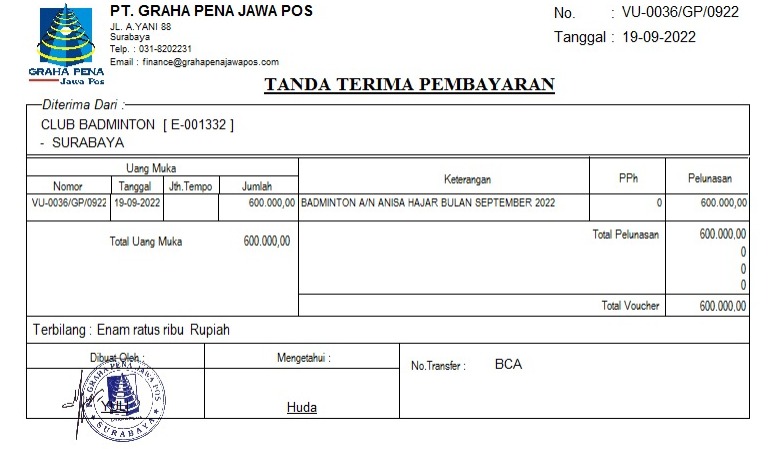 PT. GRAHA PENA JAWA POS
JL. A.YANI 88
Surabaya
Telp. : 031-8202231
Email : finance@grahapenajawapos.com
GRAHA PENA
Jawa Pos
No. : VU-0036/GP/0922
Tanggal : 19-09-2022
TANDA TERIMA PEMBAYARAN
Diterima Dari :
CLUB BADMINTON [ E-001332 ]
- SURABAYA
Uang Muka Keterangan PPh Pelunasan
Nomor Tanggal Jth.Tempo Jumlah
VU-0036/GP/0922 19-09-2022 600.000,00 BADMINTON A/N ANISA HAJAR BULAN SEPTEMBER 2022 0 600.000,00
Total Uang Muka 600.000,00 Total Pelunasan 600.000,00
0
0
0
Total Voucher 600.000,00
Terbilang : Enam ratus ribu Rupiah
Dibuat Oleh : Mengetahui : No.Transfer : BCA
YULI Huda
PT. GRAHA PENA JAWA POS
SURABAYA